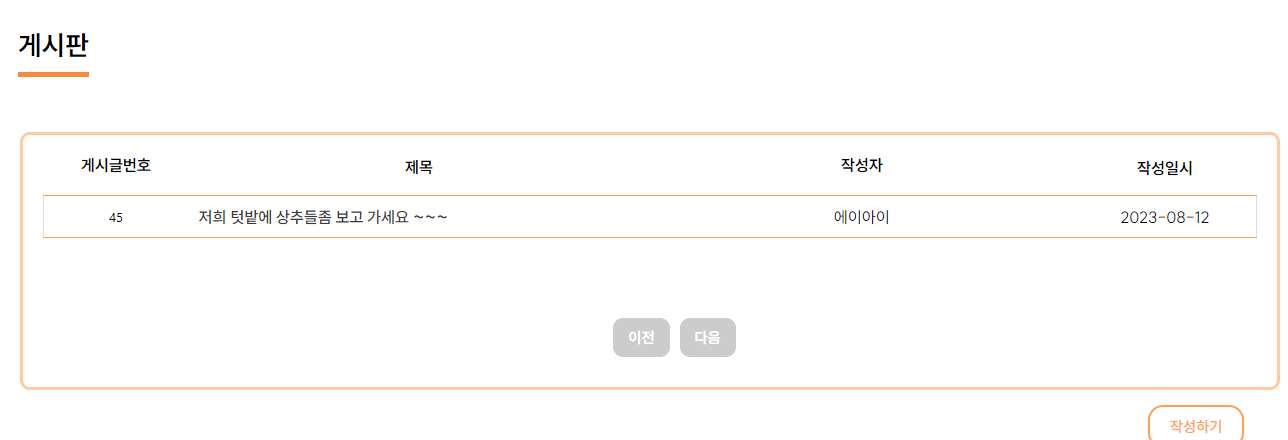 게시판
게시글번호 제목 작성자 작성일시
45 저희 텃밭에 상추들좀 보고 가세요 ~~~ 에이아이 2023-08-12
이전 다음
작성하기